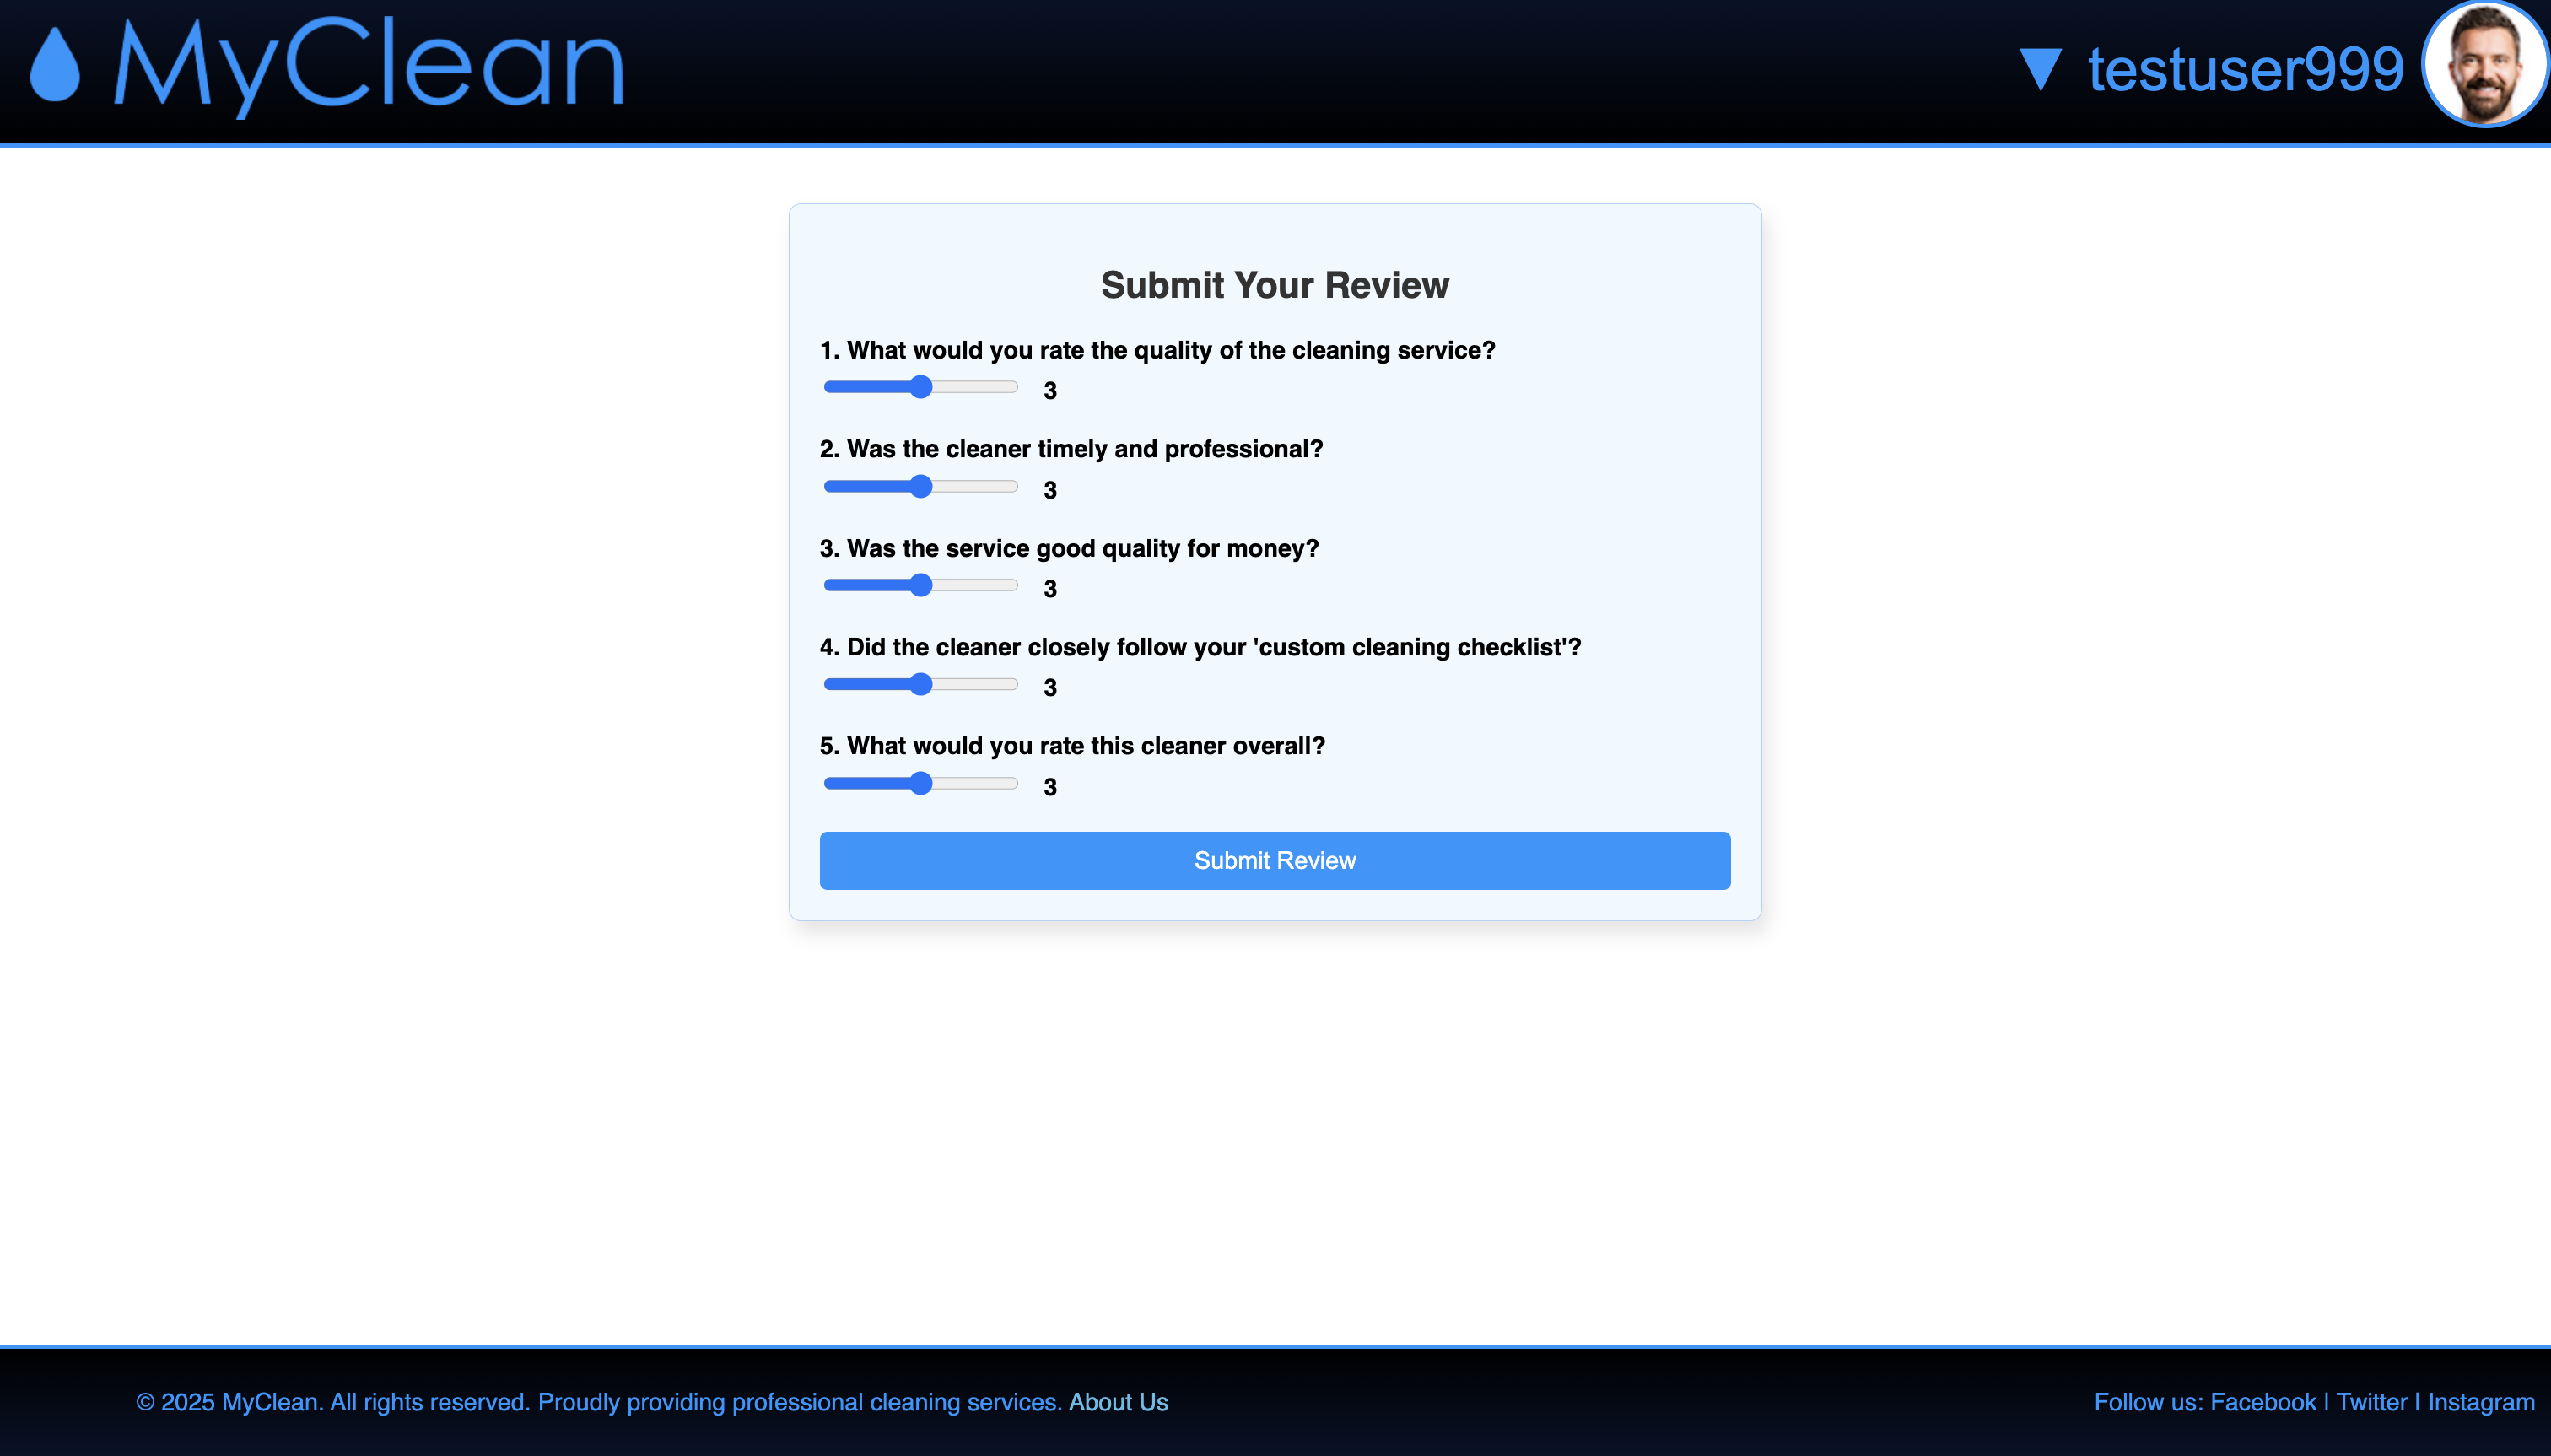 MyClean
▼ testuser999
Submit Your Review
1. What would you rate the quality of the cleaning service?
3
2. Was the cleaner timely and professional?
3
3. Was the service good quality for money?
3
4. Did the cleaner closely follow your 'custom cleaning checklist'?
3
5. What would you rate this cleaner overall?
3
Submit Review
© 2025 MyClean. All rights reserved. Proudly providing professional cleaning services. About Us
Follow us: Facebook | Twitter | Instagram